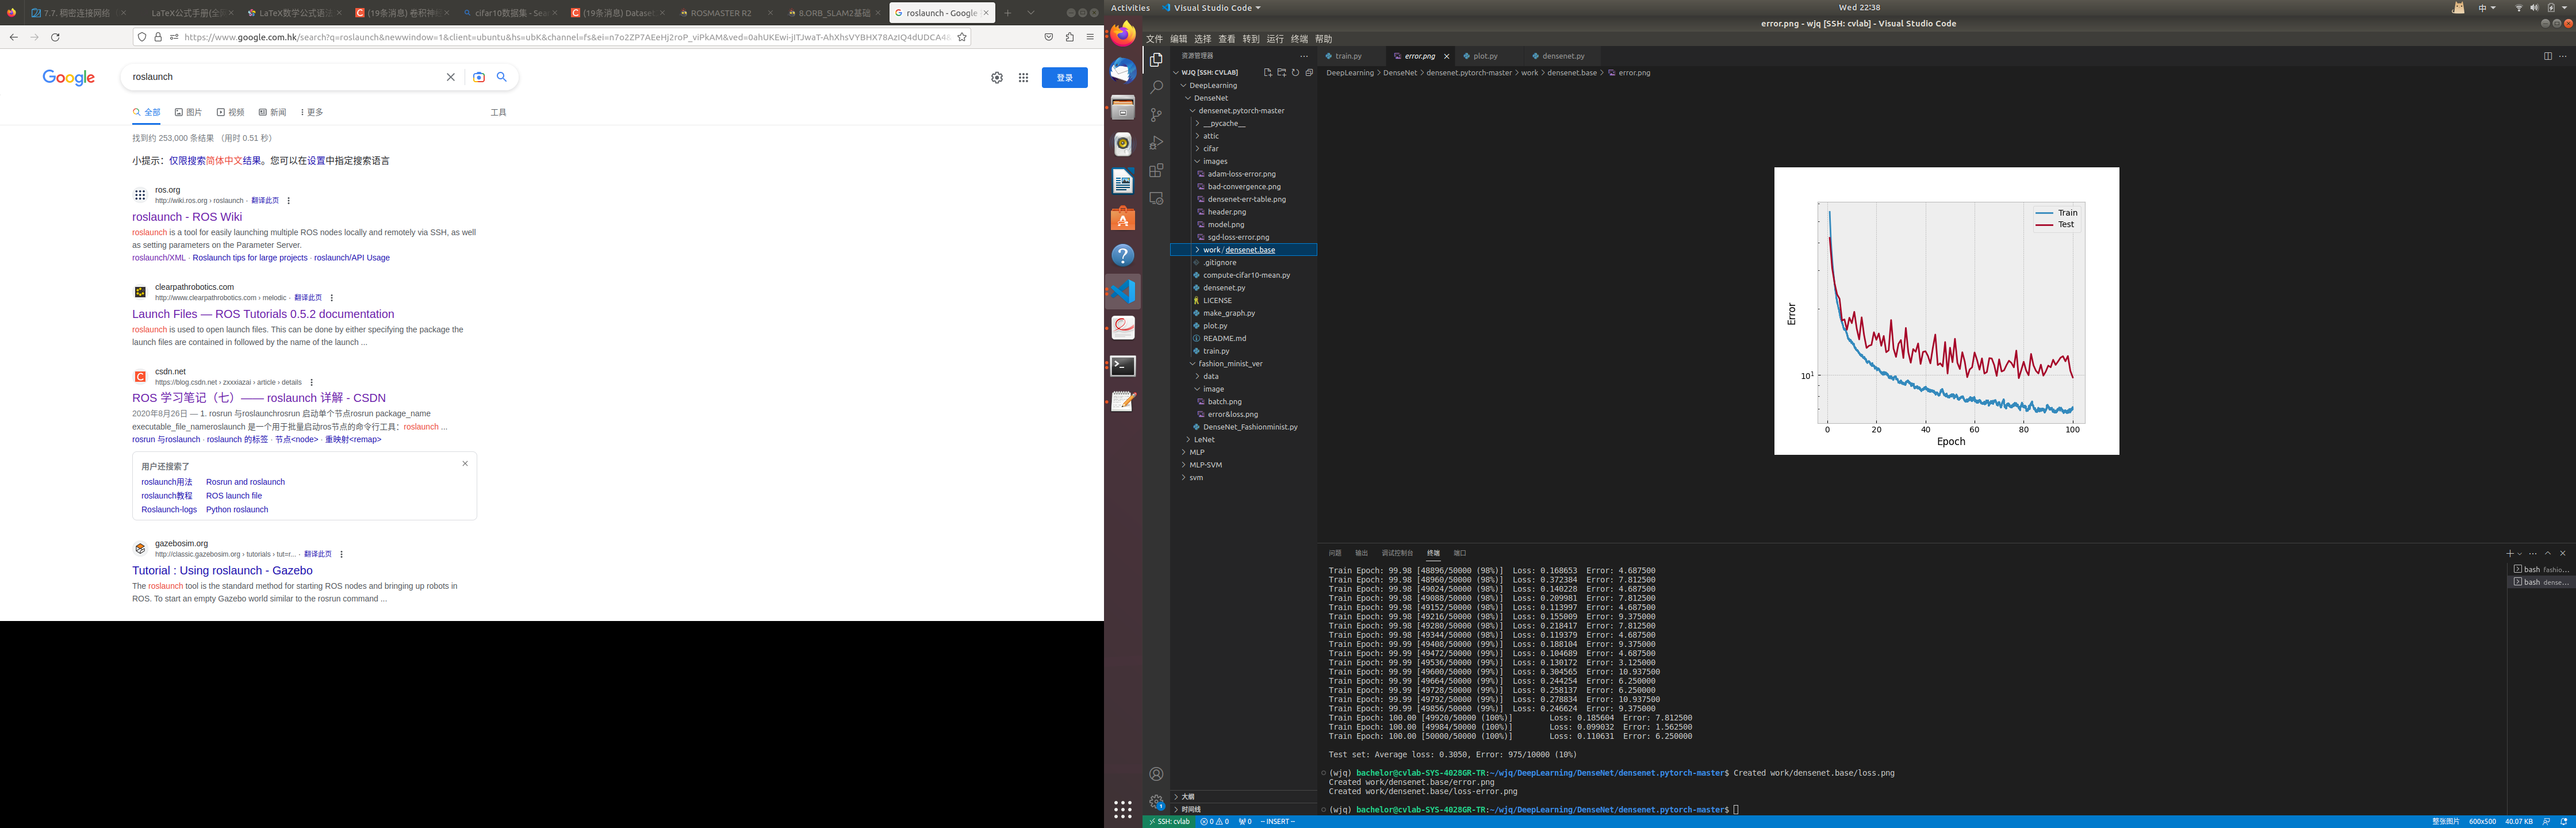 7.7. 稠密连接网络
LaTeX公式手册(全
LaTeX数学公式语法
(19条消息) 卷积神
cifar10数据集 - Sea
(19条消息) Dataset
ROSMASTER R2
8.ORB_SLAM2基础
roslaunch - Google
Google
roslaunch
登录
全部 图片 视频 新闻 更多 工具
找到约 253,000 条结果 （用时 0.51 秒）
小提示：仅限搜索简体中文结果。您可以在设置中指定搜索语言
ros.org
http://wiki.ros.org › roslaunch · 翻译此页
roslaunch - ROS Wiki
roslaunch is a tool for easily launching multiple ROS nodes locally and remotely via SSH, as well
as setting parameters on the Parameter Server.
roslaunch/XML · Roslaunch tips for large projects · roslaunch/API Usage
clearpathrobotics.com
http://www.clearpathrobotics.com › melodic · 翻译此页
Launch Files — ROS Tutorials 0.5.2 documentation
roslaunch is used to open launch files. This can be done by either specifying the package the
launch files are contained in followed by the name of the launch ...
csdn.net
https://blog.csdn.net › zxxxiazai › article › details
ROS 学习笔记（七）—— roslaunch 详解 - CSDN
2020年8月26日 — 1. rosrun 与roslaunchrosrun 启动单个节点rosrun package_name
executable_file_nameroslaunch 是一个用于批量启动ros节点的命令行工具：roslaunch ...
rosrun 与roslaunch · roslaunch 的标签 · 节点<node> · 重映射<remap>
用户还搜索了
roslaunch用法 Rosrun and roslaunch
roslaunch教程 ROS launch file
Roslaunch-logs Python roslaunch
gazebosim.org
http://classic.gazebosim.org › tutorials › tut=r... · 翻译此页
Tutorial : Using roslaunch - Gazebo
The roslaunch tool is the standard method for starting ROS nodes and bringing up robots in
ROS. To start an empty Gazebo world similar to the rosrun command ...
Activities Visual Studio Code
Wed 22:38
中
error.png - wjq [SSH: cvlab] - Visual Studio Code
文件 编辑 选择 查看 转到 运行 终端 帮助
资源管理器
WJQ [SSH: CVLAB]
DeepLearning
DenseNet
densenet.pytorch-master
__pycache__
attic
cifar
images
adam-loss-error.png
bad-convergence.png
densenet-err-table.png
header.png
model.png
sgd-loss-error.png
work / densenet.base
.gitignore
compute-cifar10-mean.py
densenet.py
LICENSE
make_graph.py
plot.py
README.md
train.py
fashion_minist_ver
data
image
batch.png
error&loss.png
DenseNet_Fashionminist.py
LeNet
MLP
MLP-SVM
svm
大纲
时间线
train.py error.png plot.py densenet.py
DeepLearning > DenseNet > densenet.pytorch-master > work > densenet.base > error.png
Train
Test
Error
10¹
0 20 40 60 80 100
Epoch
问题 输出 调试控制台 终端 端口
bash fashio...
bash dense...
Train Epoch: 99.98 [48896/50000 (98%)] Loss: 0.168653 Error: 4.687500
Train Epoch: 99.98 [48960/50000 (98%)] Loss: 0.372384 Error: 7.812500
Train Epoch: 99.98 [49024/50000 (98%)] Loss: 0.140228 Error: 4.687500
Train Epoch: 99.98 [49088/50000 (98%)] Loss: 0.209981 Error: 7.812500
Train Epoch: 99.98 [49152/50000 (98%)] Loss: 0.113997 Error: 4.687500
Train Epoch: 99.98 [49216/50000 (98%)] Loss: 0.155009 Error: 9.375000
Train Epoch: 99.98 [49280/50000 (98%)] Loss: 0.218417 Error: 7.812500
Train Epoch: 99.98 [49344/50000 (98%)] Loss: 0.119379 Error: 4.687500
Train Epoch: 99.99 [49408/50000 (99%)] Loss: 0.188104 Error: 9.375000
Train Epoch: 99.99 [49472/50000 (99%)] Loss: 0.104689 Error: 4.687500
Train Epoch: 99.99 [49536/50000 (99%)] Loss: 0.130172 Error: 3.125000
Train Epoch: 99.99 [49600/50000 (99%)] Loss: 0.304565 Error: 10.937500
Train Epoch: 99.99 [49664/50000 (99%)] Loss: 0.244254 Error: 6.250000
Train Epoch: 99.99 [49728/50000 (99%)] Loss: 0.258137 Error: 6.250000
Train Epoch: 99.99 [49792/50000 (99%)] Loss: 0.278834 Error: 10.937500
Train Epoch: 99.99 [49856/50000 (99%)] Loss: 0.246624 Error: 9.375000
Train Epoch: 100.00 [49920/50000 (100%)] Loss: 0.185604 Error: 7.812500
Train Epoch: 100.00 [49984/50000 (100%)] Loss: 0.099032 Error: 1.562500
Train Epoch: 100.00 [50000/50000 (100%)] Loss: 0.110631 Error: 6.250000
Test set: Average loss: 0.3050, Error: 975/10000 (10%)
(wjq) bachelor@cvlab-SYS-4028GR-TR:~/wjq/DeepLearning/DenseNet/densenet.pytorch-master$ Created work/densenet.base/loss.png
Created work/densenet.base/error.png
Created work/densenet.base/loss-error.png
(wjq) bachelor@cvlab-SYS-4028GR-TR:~/wjq/DeepLearning/DenseNet/densenet.pytorch-master$
SSH: cvlab 0 0 0 -- INSERT --
整张图片 600x500 40.07 KB